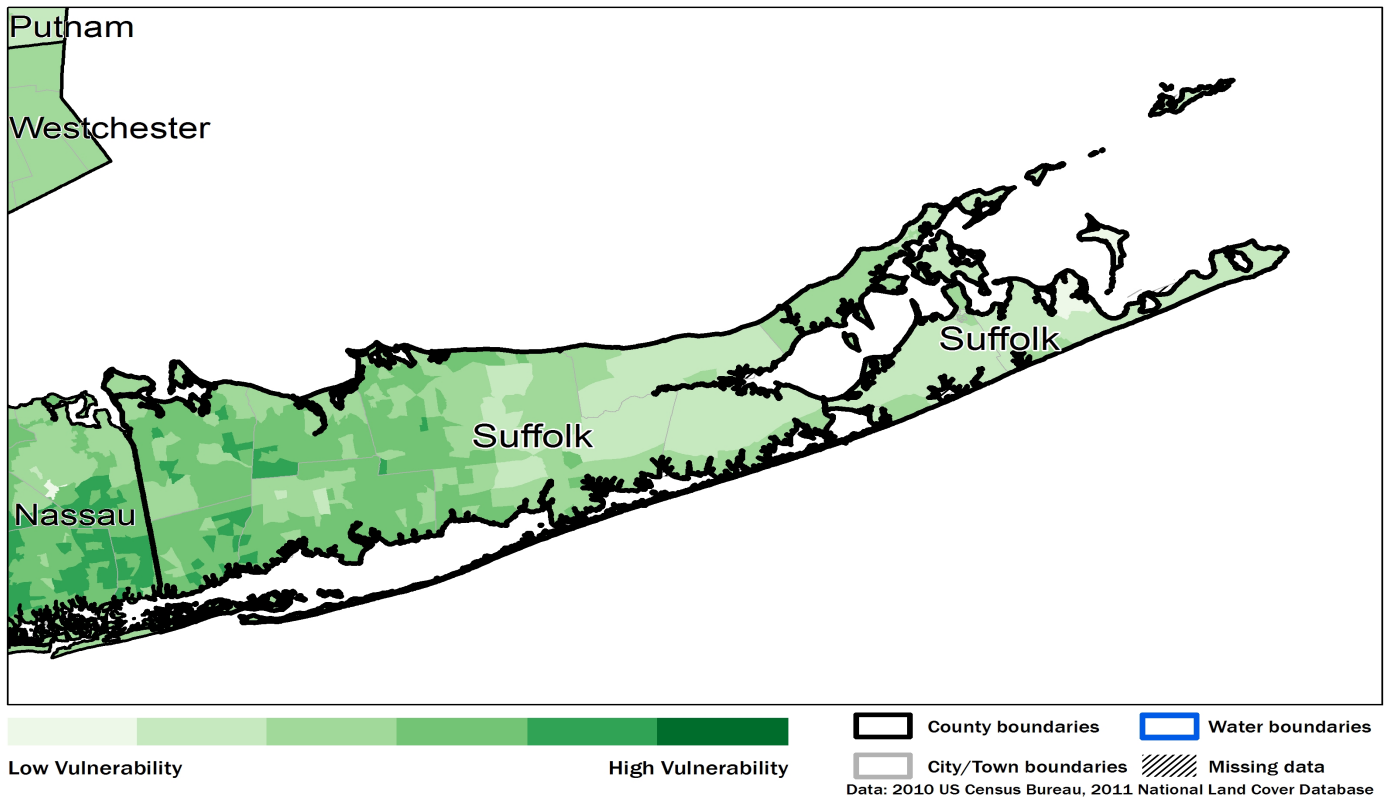 Putnam
Westchester
Suffolk
Suffolk
Nassau
County boundaries
Water boundaries
Low Vulnerability
High Vulnerability
City/Town boundaries
Missing data
Data: 2010 US Census Bureau, 2011 National Land Cover Database